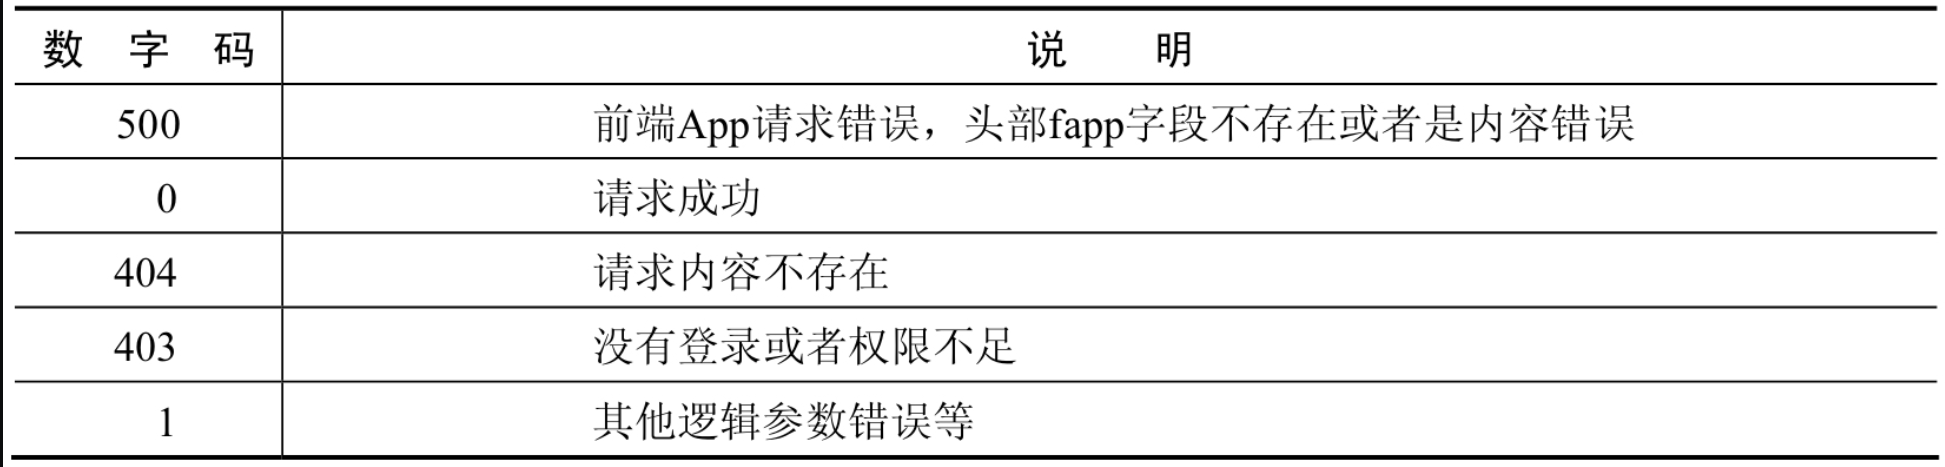 数 字 码 说 明
500 前端App请求错误，头部fapp字段不存在或者是内容错误
0 请求成功
404 请求内容不存在
403 没有登录或者权限不足
1 其他逻辑参数错误等